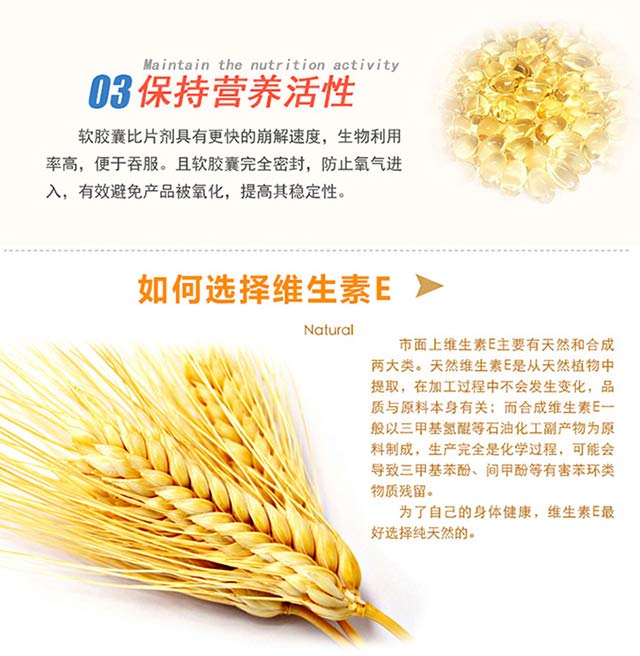 Maintain the nutrition activity
03保持营养活性
软胶囊比片剂具有更快的崩解速度，生物利用
率高，便于吞服。且软胶囊完全密封，防止氧气进
入，有效避免产品被氧化，提高其稳定性。
如何选择维生素E
Natural
市面上维生素E主要有天然和合成
两大类。天然维生素E是从天然植物中
提取，在加工过程中不会发生变化，品
质与原料本身有关；而合成维生素E一
般以三甲基氢醌等石油化工副产物为原
料制成，生产完全是化学过程，可能会
导致三甲基苯酚、间甲酚等有害苯环类
物质残留。
为了自己的身体健康，维生素E最
好选择纯天然的。